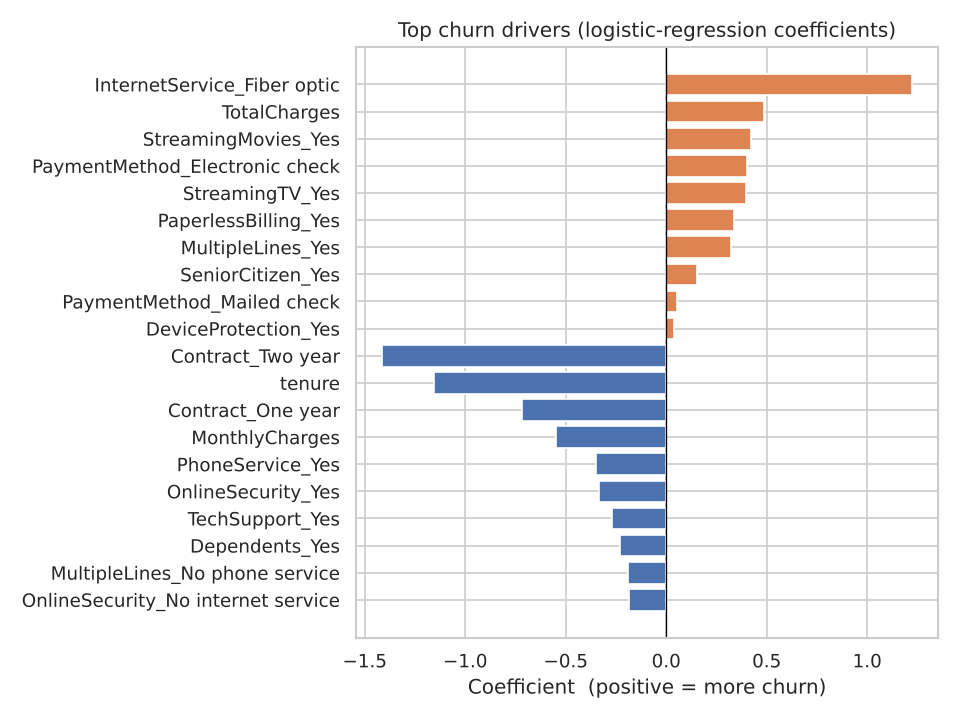 Top churn drivers (logistic-regression coefficients)
InternetService_Fiber optic
TotalCharges
StreamingMovies_Yes
PaymentMethod_Electronic check
StreamingTV_Yes
PaperlessBilling_Yes
MultipleLines_Yes
SeniorCitizen_Yes
PaymentMethod_Mailed check
DeviceProtection_Yes
Contract_Two year
tenure
Contract_One year
MonthlyCharges
PhoneService_Yes
OnlineSecurity_Yes
TechSupport_Yes
Dependents_Yes
MultipleLines_No phone service
OnlineSecurity_No internet service
−1.5 −1.0 −0.5 0.0 0.5 1.0
Coefficient (positive = more churn)